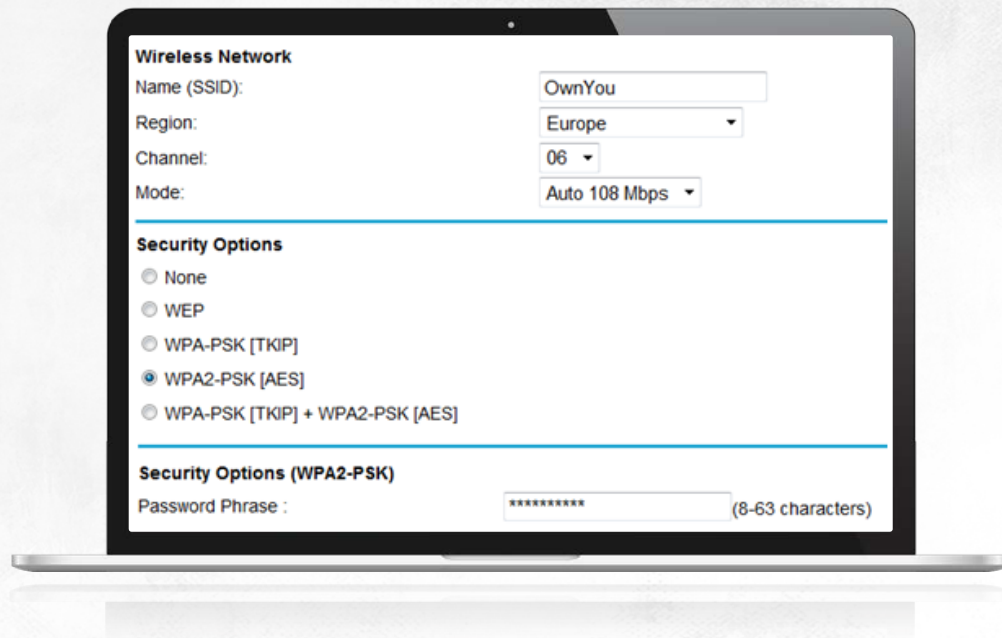 Wireless Network
Name (SSID): OwnYou
Region: Europe
Channel: 06
Mode: Auto 108 Mbps
Security Options
None
WEP
WPA-PSK [TKIP]
WPA2-PSK [AES]
WPA-PSK [TKIP] + WPA2-PSK [AES]
Security Options (WPA2-PSK)
Password Phrase : ********** (8-63 characters)